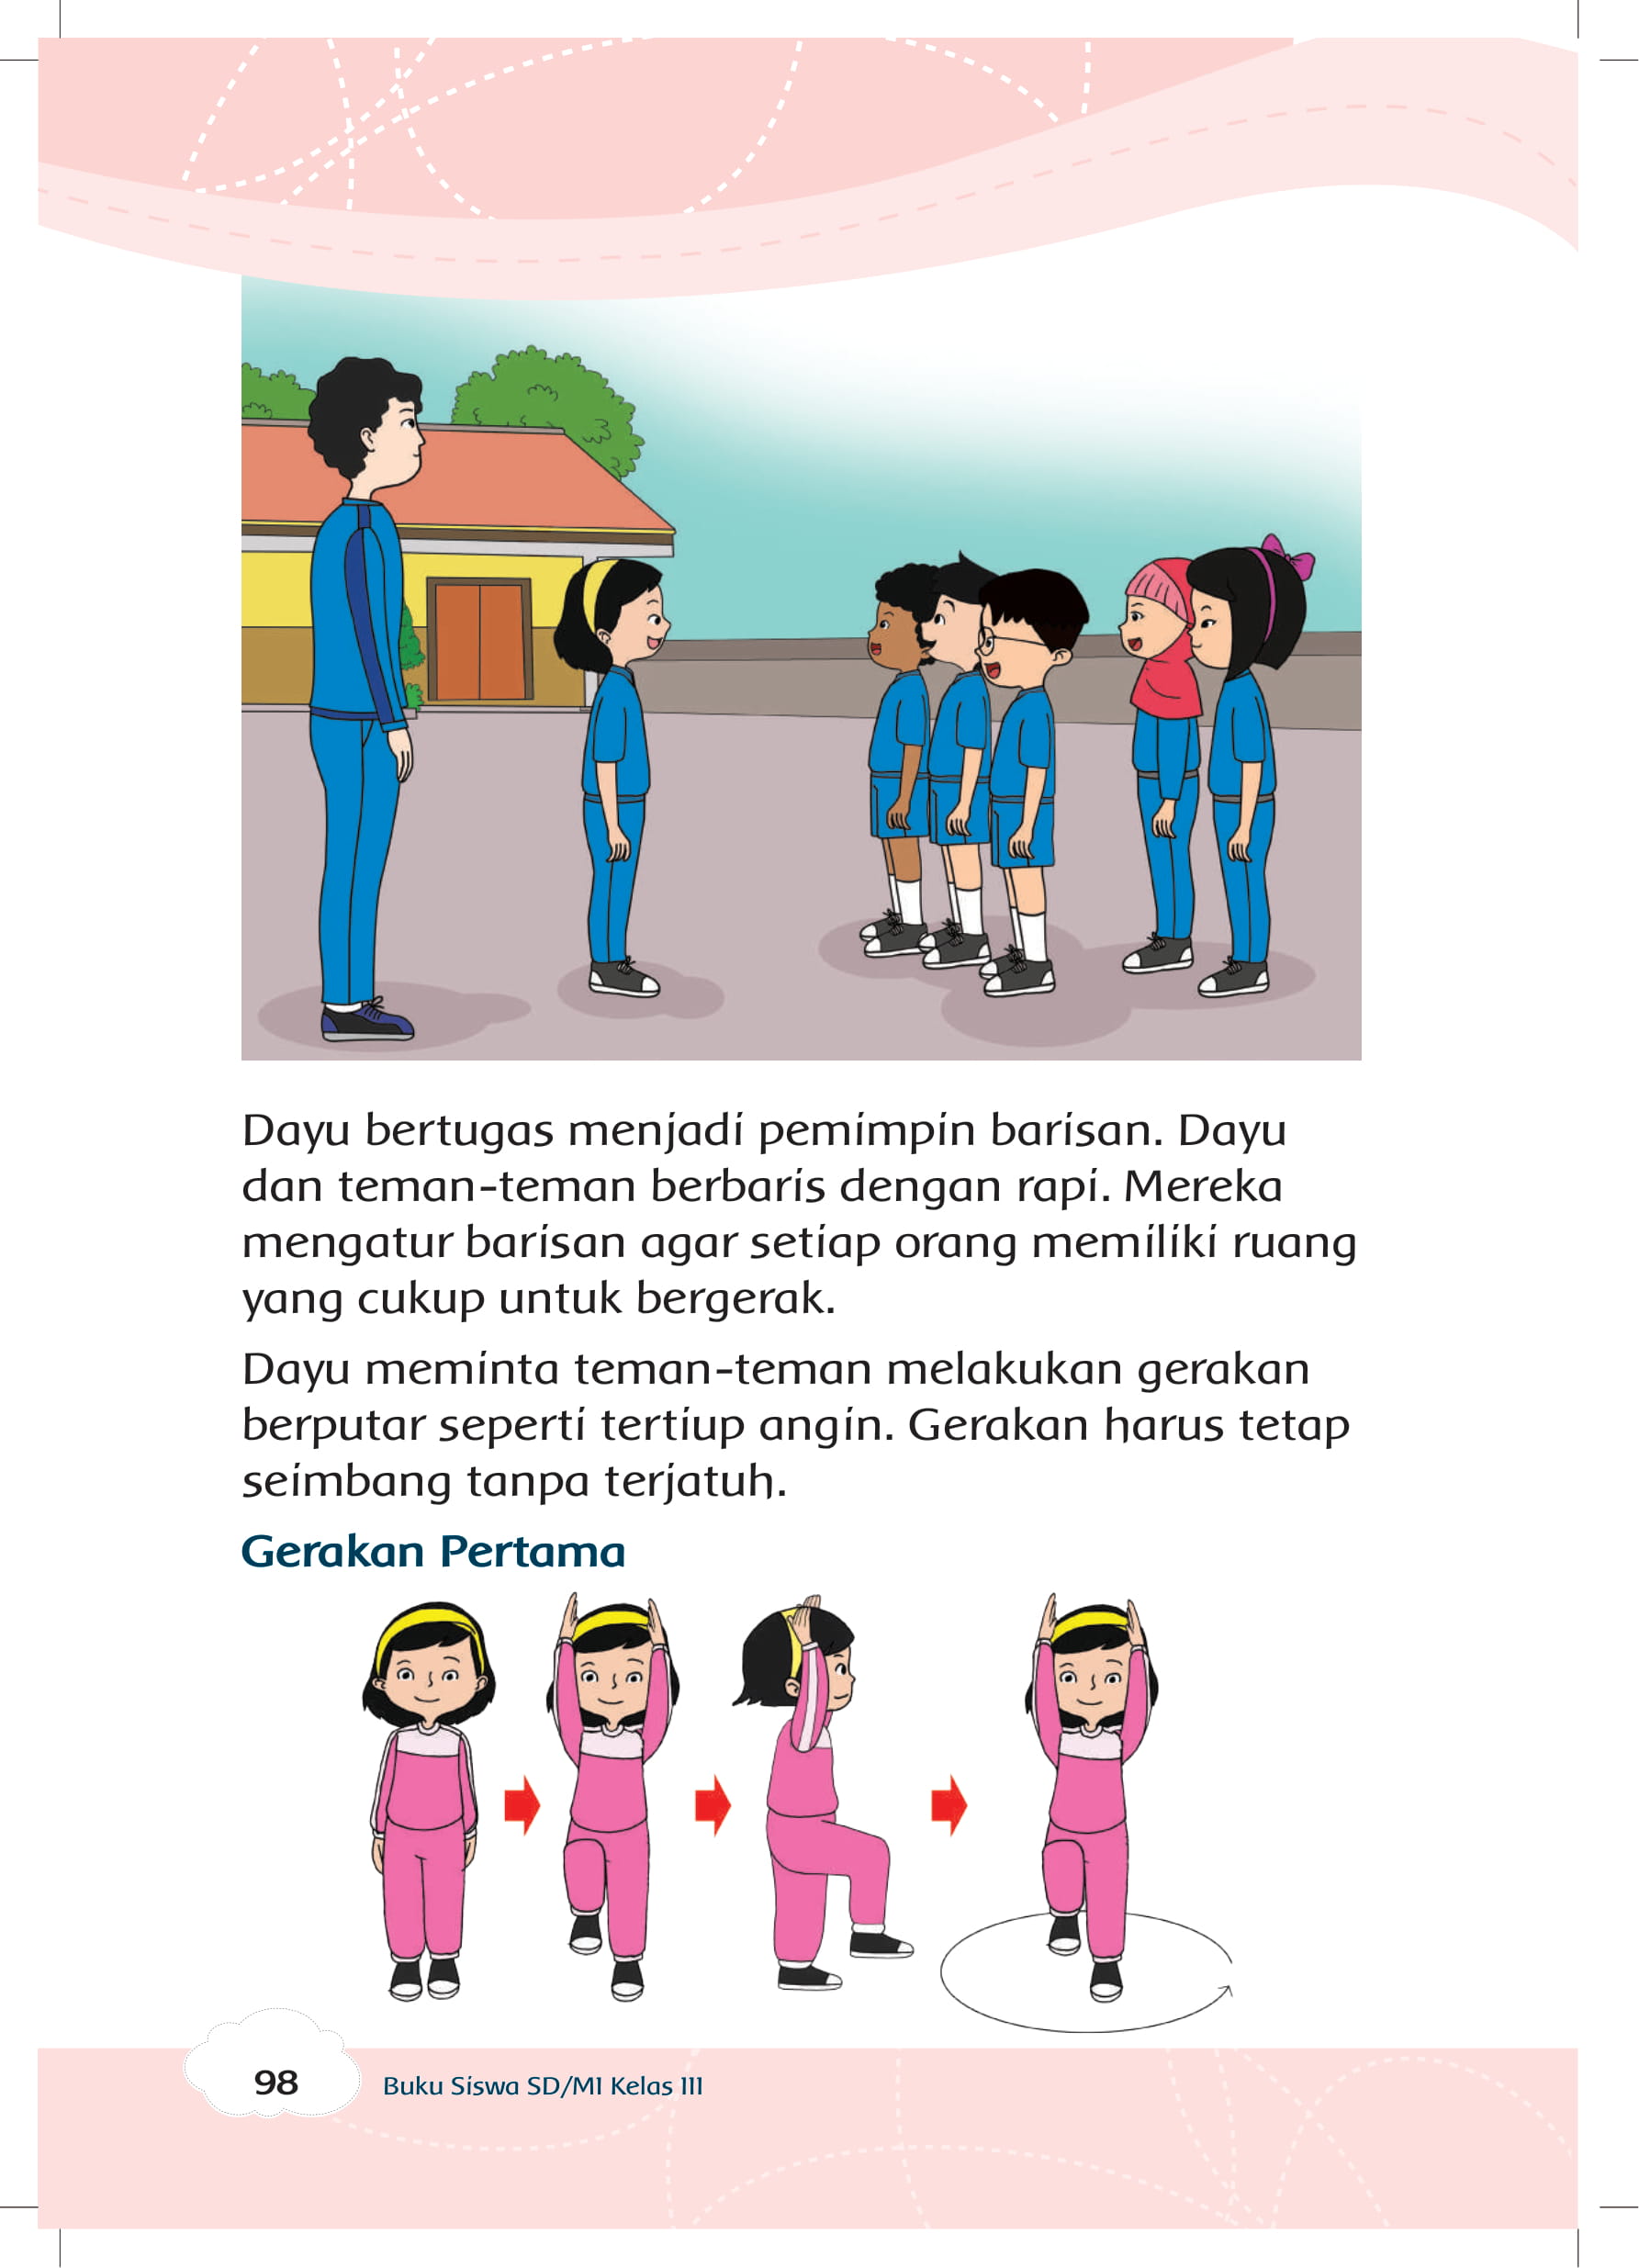 Dayu bertugas menjadi pemimpin barisan. Dayu
dan teman-teman berbaris dengan rapi. Mereka
mengatur barisan agar setiap orang memiliki ruang
yang cukup untuk bergerak.
Dayu meminta teman-teman melakukan gerakan
berputar seperti tertiup angin. Gerakan harus tetap
seimbang tanpa terjatuh.
Gerakan Pertama
98
Buku Siswa SD/MI Kelas III